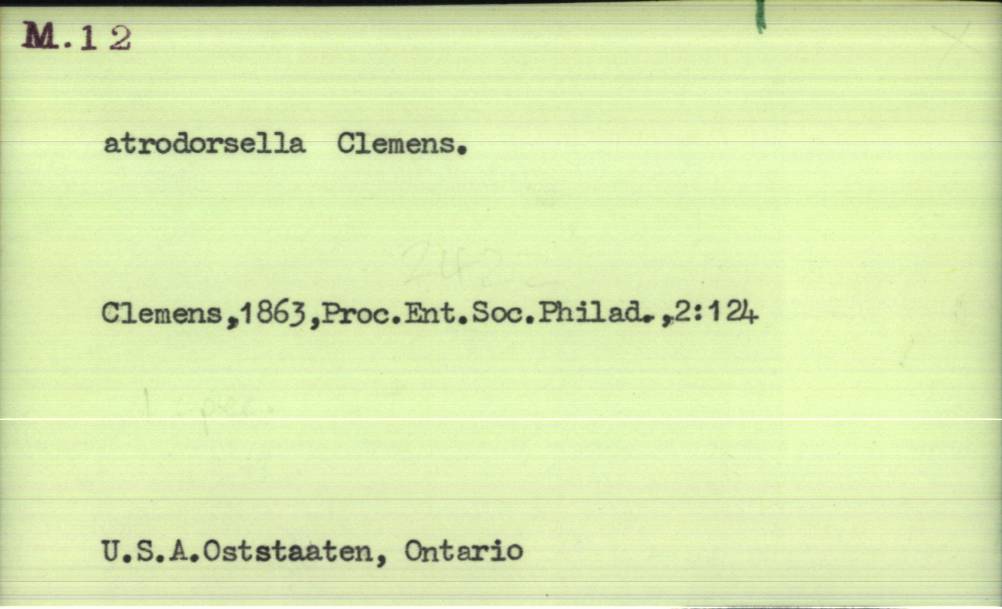 M.12
atrodorsella Clemens.
Clemens,1863,Proc.Ent.Soc.Philad.,2:124
U.S.A.Oststaaten, Ontario